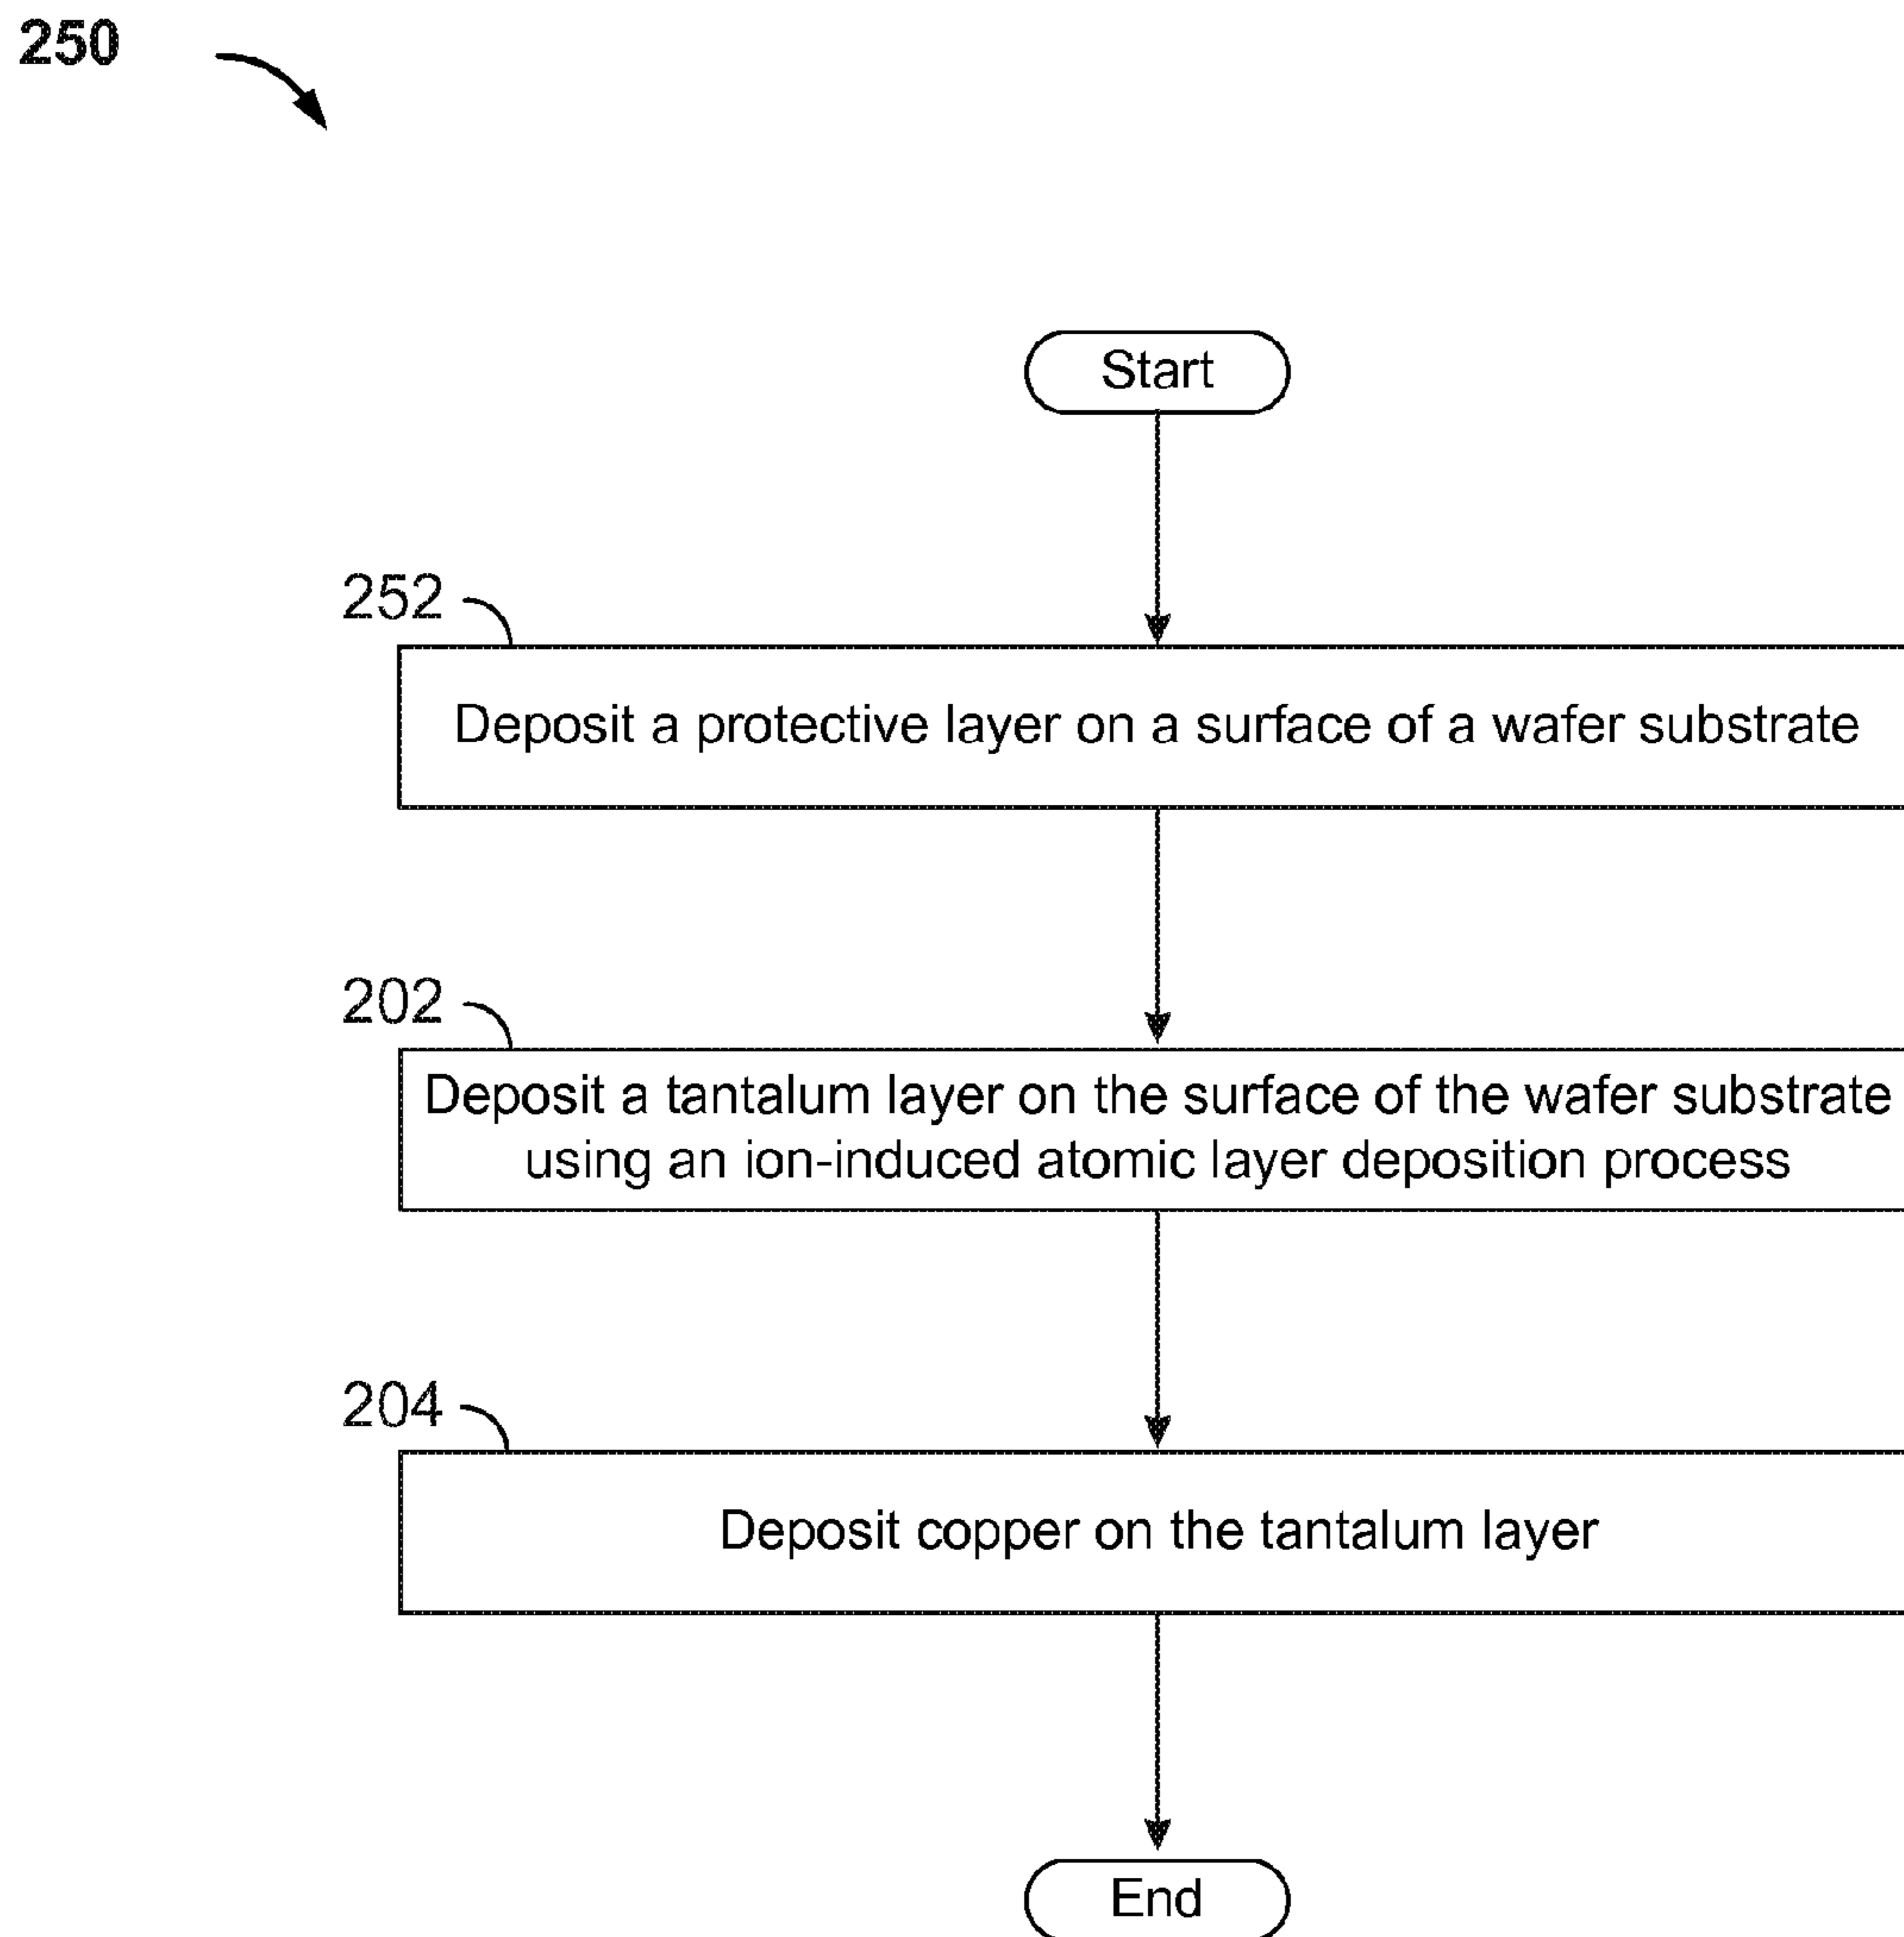 250
Start
252
Deposit a protective layer on a surface of a wafer substrate
202
Deposit a tantalum layer on the surface of the wafer substrate
using an ion-induced atomic layer deposition process
204
Deposit copper on the tantalum layer
End